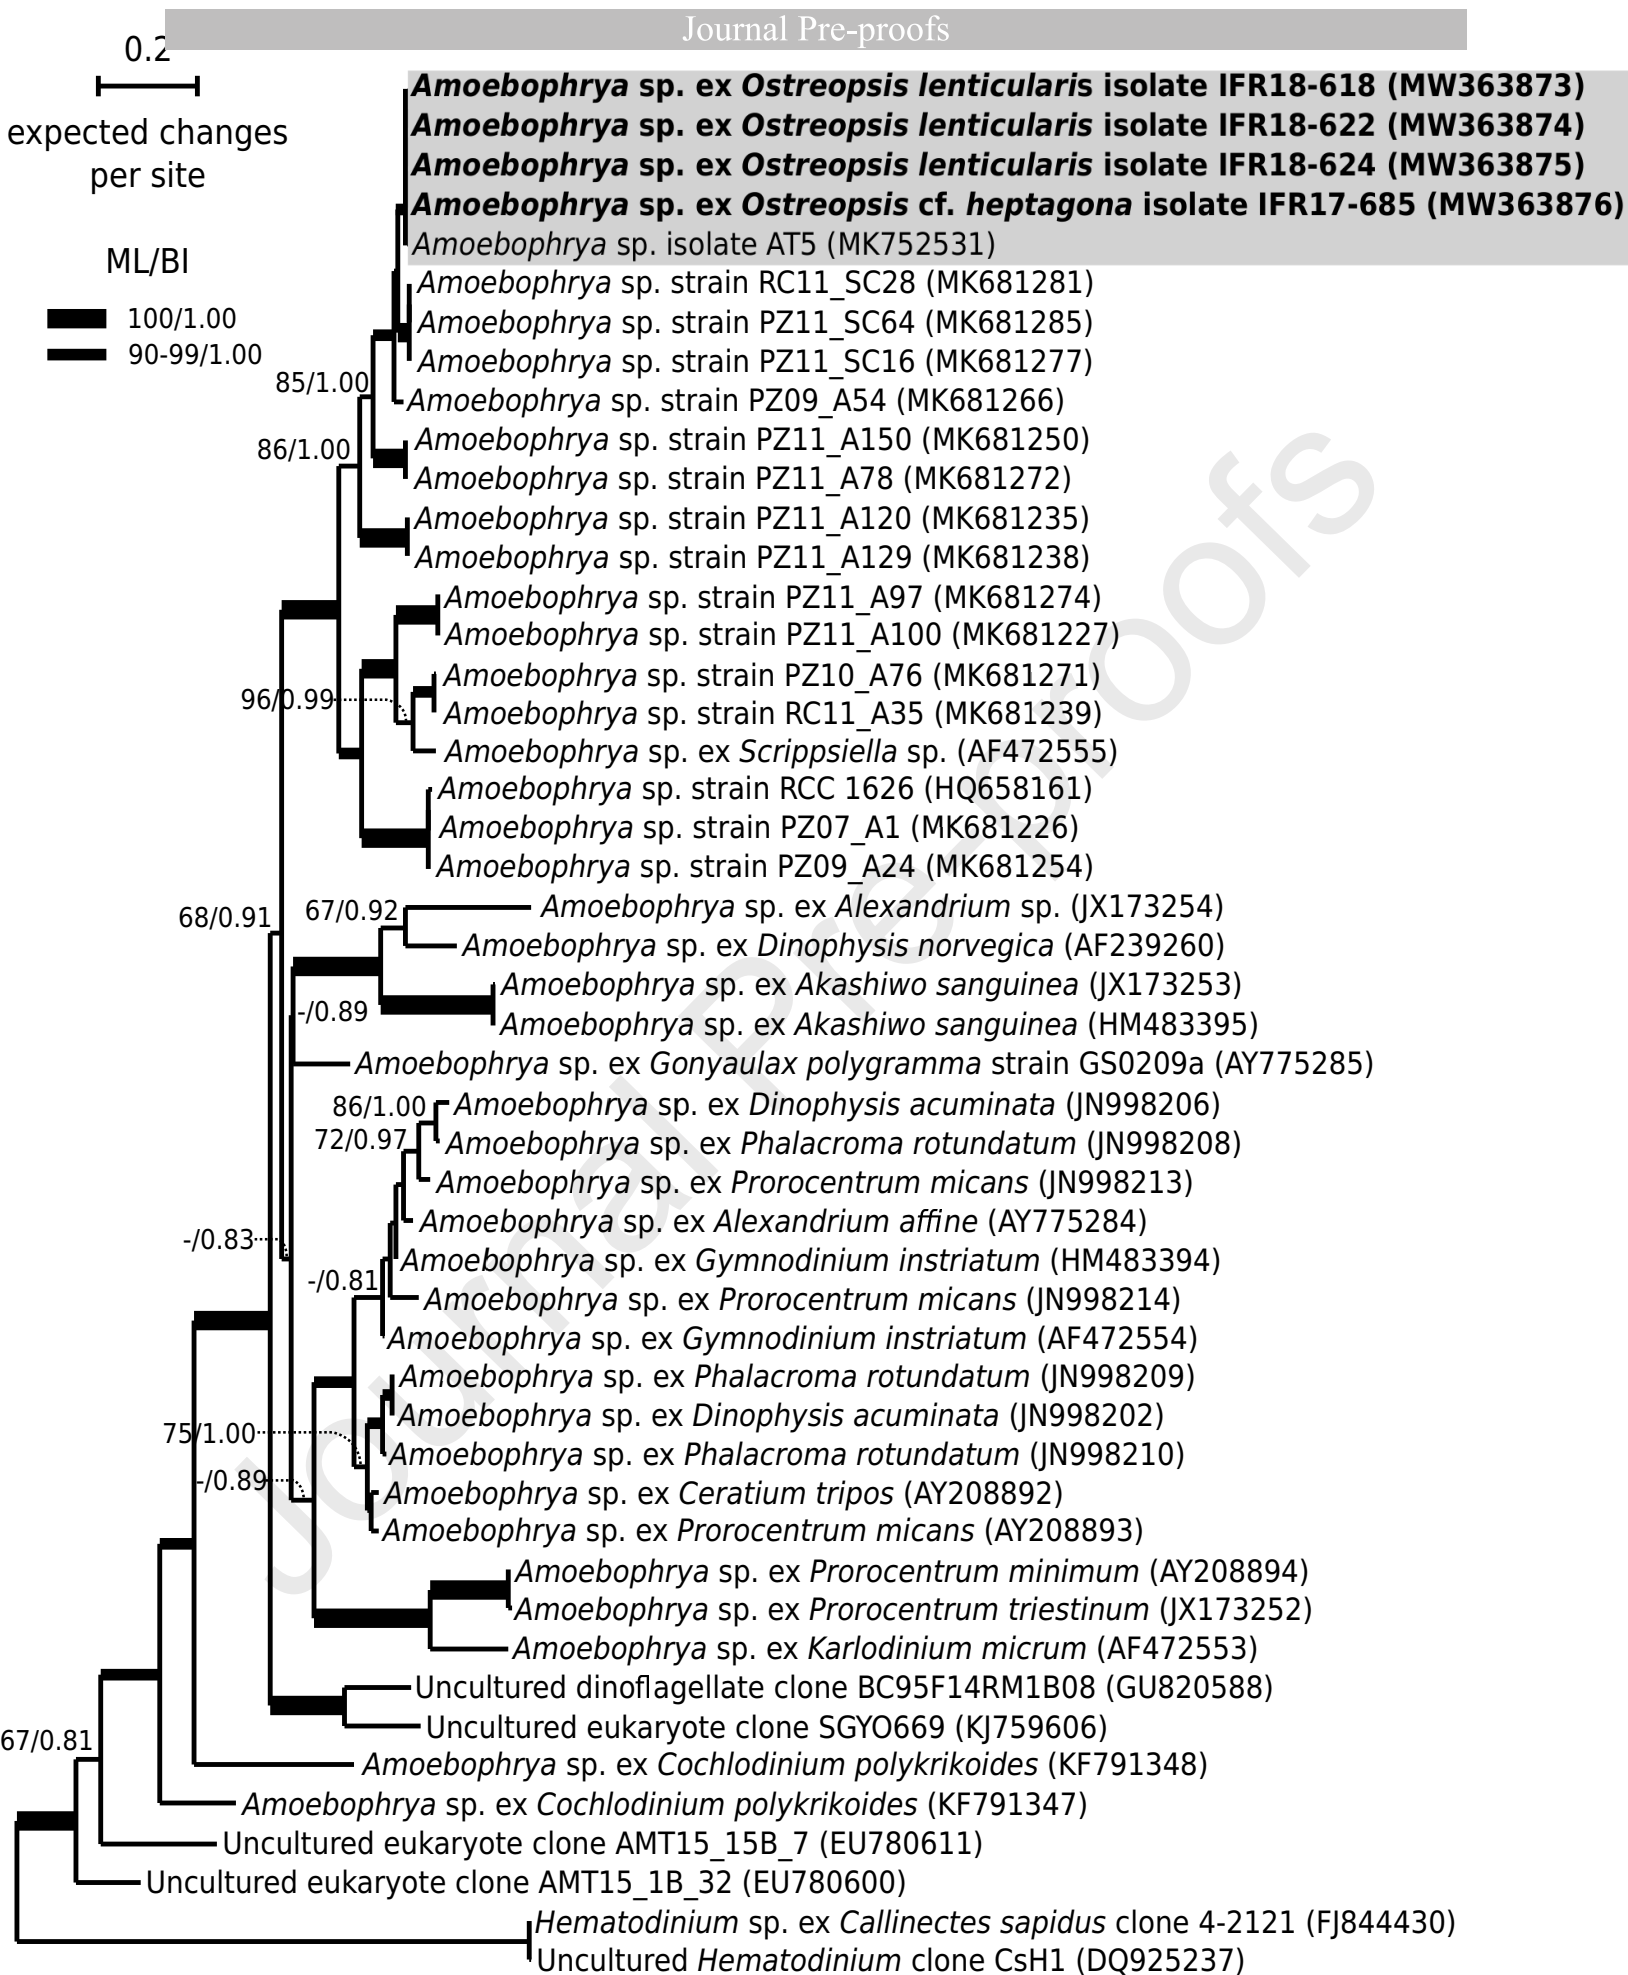 Journal Pre-proofs
0.2
expected changes
per site
ML/BI
100/1.00
90-99/1.00
Amoebophrya sp. ex Ostreopsis lenticularis isolate IFR18-618 (MW363873)
Amoebophrya sp. ex Ostreopsis lenticularis isolate IFR18-622 (MW363874)
Amoebophrya sp. ex Ostreopsis lenticularis isolate IFR18-624 (MW363875)
Amoebophrya sp. ex Ostreopsis cf. heptagona isolate IFR17-685 (MW363876)
Amoebophrya sp. isolate AT5 (MK752531)
Amoebophrya sp. strain RC11_SC28 (MK681281)
Amoebophrya sp. strain PZ11_SC64 (MK681285)
Amoebophrya sp. strain PZ11_SC16 (MK681277)
85/1.00
Amoebophrya sp. strain PZ09_A54 (MK681266)
Amoebophrya sp. strain PZ11_A150 (MK681250)
86/1.00
Amoebophrya sp. strain PZ11_A78 (MK681272)
Amoebophrya sp. strain PZ11_A120 (MK681235)
Amoebophrya sp. strain PZ11_A129 (MK681238)
Amoebophrya sp. strain PZ11_A97 (MK681274)
Amoebophrya sp. strain PZ11_A100 (MK681227)
Amoebophrya sp. strain PZ10_A76 (MK681271)
96/0.99
Amoebophrya sp. strain RC11_A35 (MK681239)
Amoebophrya sp. ex Scrippsiella sp. (AF472555)
Amoebophrya sp. strain RCC 1626 (HQ658161)
Amoebophrya sp. strain PZ07_A1 (MK681226)
Amoebophrya sp. strain PZ09_A24 (MK681254)
68/0.91
67/0.92
Amoebophrya sp. ex Alexandrium sp. (JX173254)
Amoebophrya sp. ex Dinophysis norvegica (AF239260)
Amoebophrya sp. ex Akashiwo sanguinea (JX173253)
-/0.89
Amoebophrya sp. ex Akashiwo sanguinea (HM483395)
Amoebophrya sp. ex Gonyaulax polygramma strain GS0209a (AY775285)
86/1.00
Amoebophrya sp. ex Dinophysis acuminata (JN998206)
72/0.97
Amoebophrya sp. ex Phalacroma rotundatum (JN998208)
Amoebophrya sp. ex Prorocentrum micans (JN998213)
Amoebophrya sp. ex Alexandrium affine (AY775284)
-/0.83
Amoebophrya sp. ex Gymnodinium instriatum (HM483394)
-/0.81
Amoebophrya sp. ex Prorocentrum micans (JN998214)
Amoebophrya sp. ex Gymnodinium instriatum (AF472554)
Amoebophrya sp. ex Phalacroma rotundatum (JN998209)
Amoebophrya sp. ex Dinophysis acuminata (JN998202)
75/1.00
Amoebophrya sp. ex Phalacroma rotundatum (JN998210)
-/0.89
Amoebophrya sp. ex Ceratium tripos (AY208892)
Amoebophrya sp. ex Prorocentrum micans (AY208893)
Amoebophrya sp. ex Prorocentrum minimum (AY208894)
Amoebophrya sp. ex Prorocentrum triestinum (JX173252)
Amoebophrya sp. ex Karlodinium micrum (AF472553)
Uncultured dinoflagellate clone BC95F14RM1B08 (GU820588)
Uncultured eukaryote clone SGYO669 (KJ759606)
67/0.81
Amoebophrya sp. ex Cochlodinium polykrikoides (KF791348)
Amoebophrya sp. ex Cochlodinium polykrikoides (KF791347)
Uncultured eukaryote clone AMT15_15B_7 (EU780611)
Uncultured eukaryote clone AMT15_1B_32 (EU780600)
Hematodinium sp. ex Callinectes sapidus clone 4-2121 (FJ844430)
Uncultured Hematodinium clone CsH1 (DQ925237)
Journal Pre-proofs